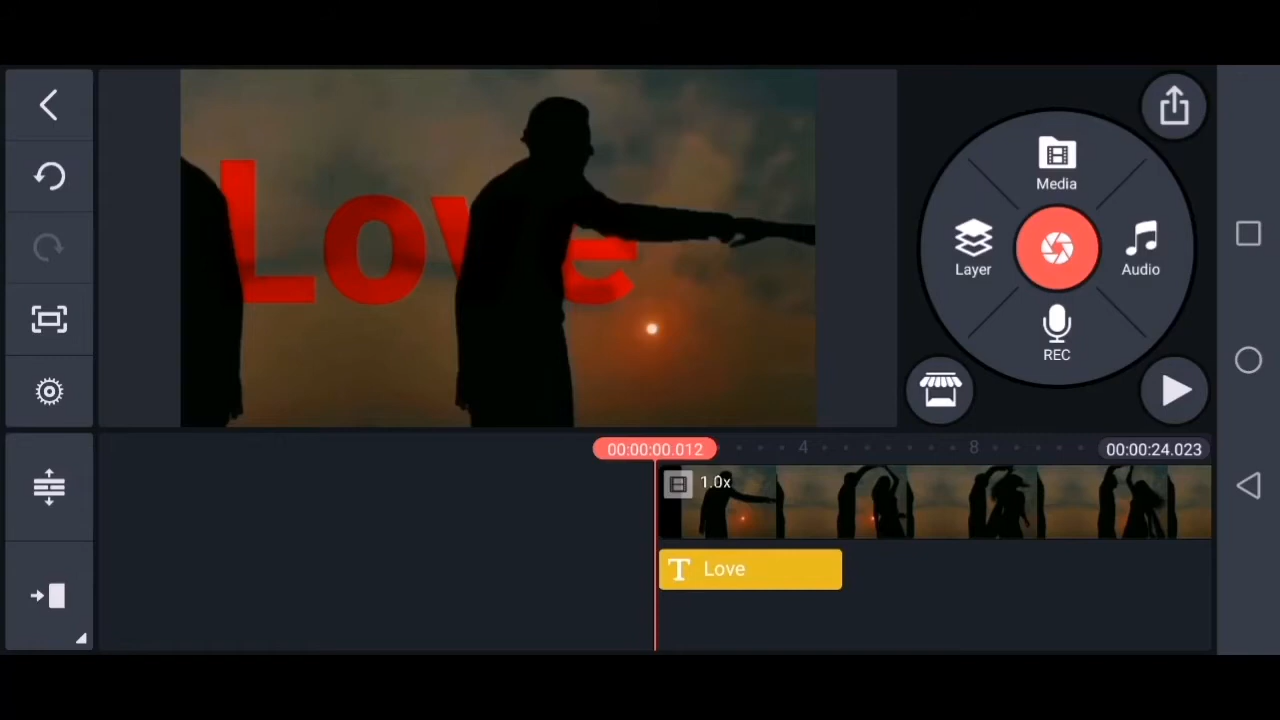 Love
Media
Layer
Audio
REC
00:00:00.012
4
8
00:00:24.023
1.0x
T Love